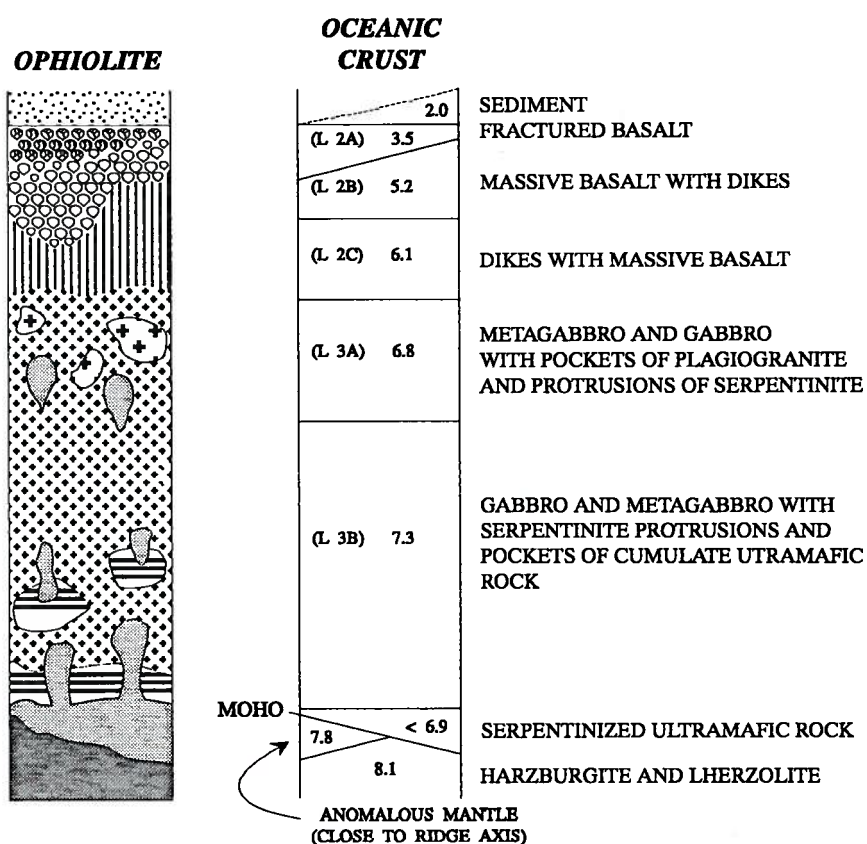 OPHIOLITE
OCEANIC
CRUST
2.0 SEDIMENT
(L 2A) 3.5 FRACTURED BASALT
(L 2B) 5.2 MASSIVE BASALT WITH DIKES
(L 2C) 6.1 DIKES WITH MASSIVE BASALT
(L 3A) 6.8
METAGABBRO AND GABBRO
WITH POCKETS OF PLAGIOGRANITE
AND PROTRUSIONS OF SERPENTINITE
(L 3B) 7.3
GABBRO AND METAGABBRO WITH
SERPENTINITE PROTRUSIONS AND
POCKETS OF CUMULATE UTRAMAFIC
ROCK
MOHO
7.8 < 6.9 SERPENTINIZED ULTRAMAFIC ROCK
8.1 HARZBURGITE AND LHERZOLITE
ANOMALOUS MANTLE
(CLOSE TO RIDGE AXIS)